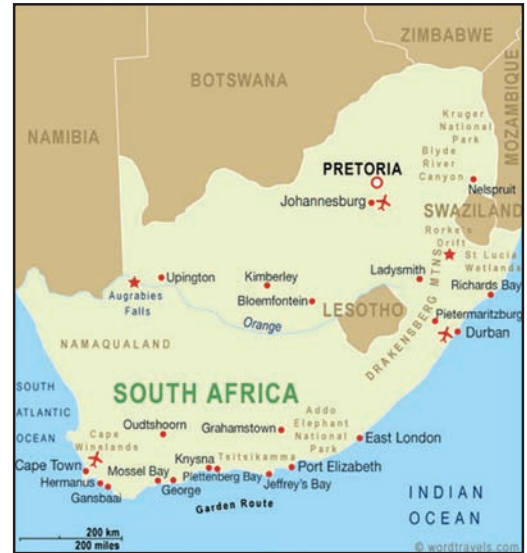 ZIMBABWE
BOTSWANA
MOZAMBIQUE
NAMIBIA
Kruger
National
Park
Blyde
River
Canyon
PRETORIA
Nelspruit
Johannesburg
SWAZILAND
Rorke's
Drift
St Lucia
Wetlands
Upington
Kimberley
Ladysmith
Richards Bay
Augrabies
Falls
Bloemfontein
LESOTHO
DRAKENSBERG MTNS
Pietermaritzburg
Orange
Durban
NAMAQUALAND
SOUTH
ATLANTIC
OCEAN
SOUTH AFRICA
Addo
Elephant
National
Park
Oudtshoorn
Grahamstown
East London
Cape
Winelands
Knysna
Tsitsikamma
Cape Town
Mossel Bay
Plettenberg Bay
Port Elizabeth
Hermanus
George
Jeffrey's Bay
Gansbaai
Garden Route
INDIAN
OCEAN
200 km
200 miles
© wordtravels.com